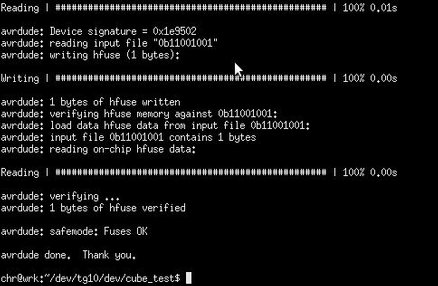 Reading | ################################################## | 100% 0.01s
avrdude: Device signature = 0x1e9502
avrdude: reading input file "0b11001001"
avrdude: writing hfuse (1 bytes):
Writing | ################################################## | 100% 0.00s
avrdude: 1 bytes of hfuse written
avrdude: verifying hfuse memory against 0b11001001:
avrdude: load data hfuse data from input file 0b11001001:
avrdude: input file 0b11001001 contains 1 bytes
avrdude: reading on-chip hfuse data:
Reading | ################################################## | 100% 0.00s
avrdude: verifying ...
avrdude: 1 bytes of hfuse verified
avrdude: safemode: Fuses OK
avrdude done.  Thank you.
chr@wrk:~/dev/tg10/dev/cube_test$